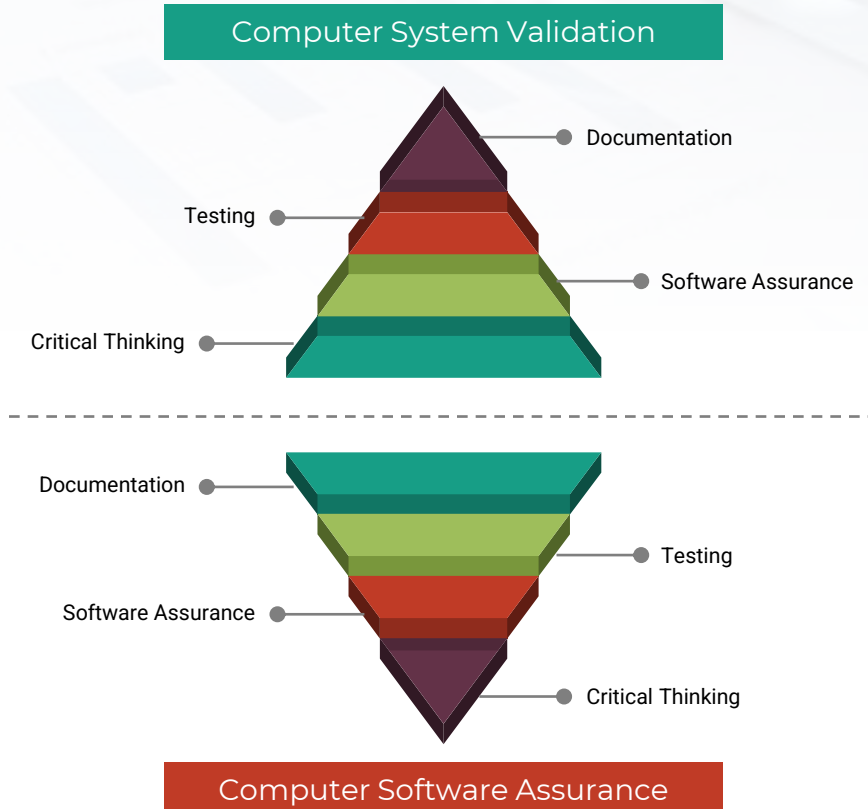 Computer System Validation
Documentation
Testing
Software Assurance
Critical Thinking
Documentation
Testing
Software Assurance
Critical Thinking
Computer Software Assurance